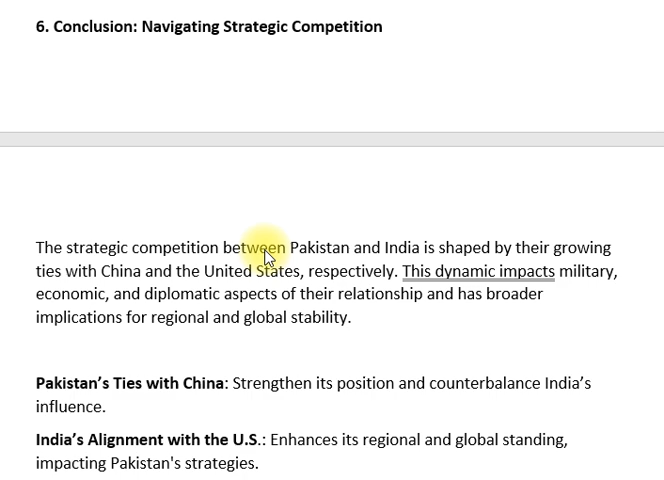 6. Conclusion: Navigating Strategic Competition
The strategic competition between Pakistan and India is shaped by their growing
ties with China and the United States, respectively. This dynamic impacts military,
economic, and diplomatic aspects of their relationship and has broader
implications for regional and global stability.
Pakistan’s Ties with China: Strengthen its position and counterbalance India’s
influence.
India’s Alignment with the U.S.: Enhances its regional and global standing,
impacting Pakistan's strategies.